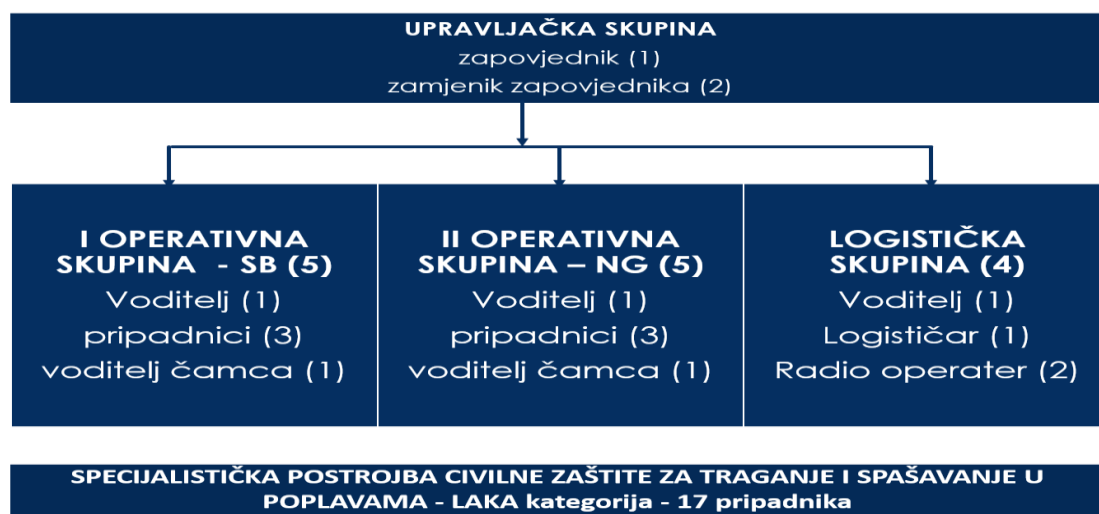 UPRAVLJAČKA SKUPINA
zapovjednik (1)
zamjenik zapovjednika (2)
I OPERATIVNA
SKUPINA - SB (5)
Voditelj (1)
pripadnici (3)
voditelj čamca (1)
II OPERATIVNA
SKUPINA – NG (5)
Voditelj (1)
pripadnici (3)
voditelj čamca (1)
LOGISTIČKA
SKUPINA (4)
Voditelj (1)
Logističar (1)
Radio operater (2)
SPECIJALISTIČKA POSTROJBA CIVILNE ZAŠTITE ZA TRAGANJE I SPAŠAVANJE U
POPLAVAMA - LAKA kategorija - 17 pripadnika